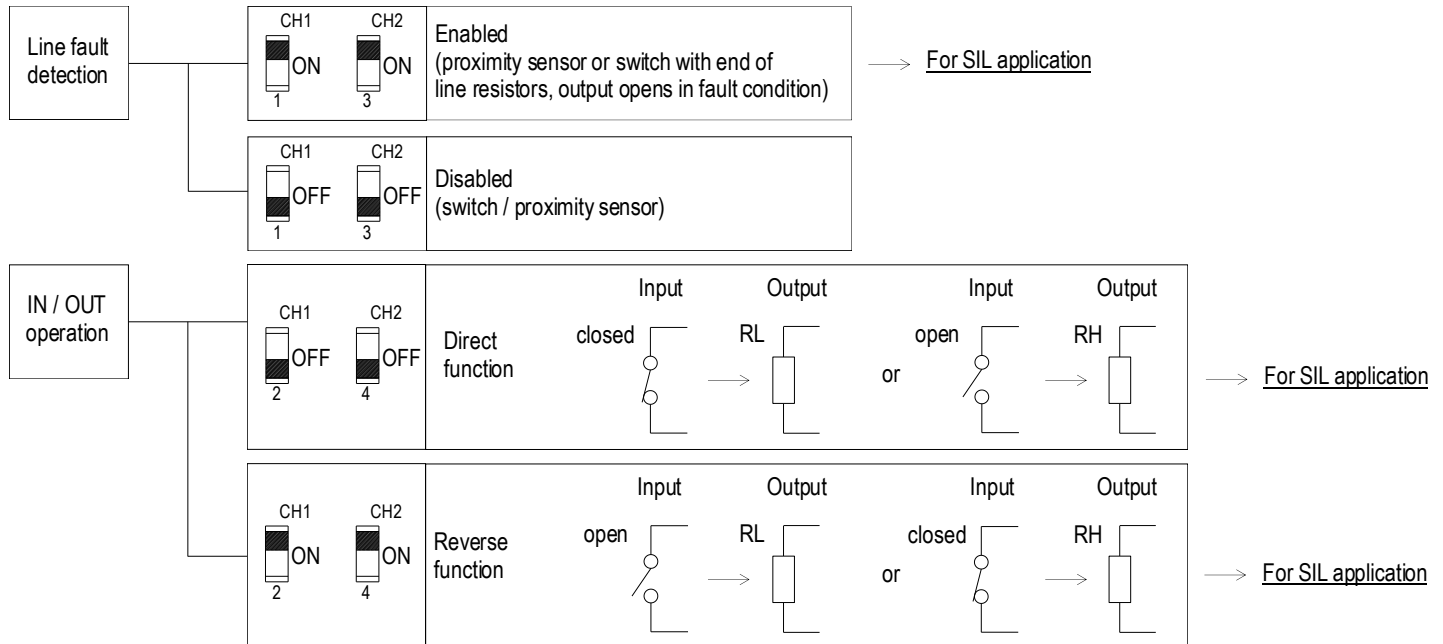 Line fault
detection
CH1 CH2
ON ON
1 3
Enabled
(proximity sensor or switch with end of
line resistors, output opens in fault condition)
For SIL application
CH1 CH2
OFF OFF
1 3
Disabled
(switch / proximity sensor)
IN / OUT
operation
CH1 CH2
OFF OFF
2 4
Direct
function
Input Output Input Output
closed RL open RH
or
For SIL application
CH1 CH2
ON ON
2 4
Reverse
function
Input Output Input Output
open RL closed RH
or
For SIL application